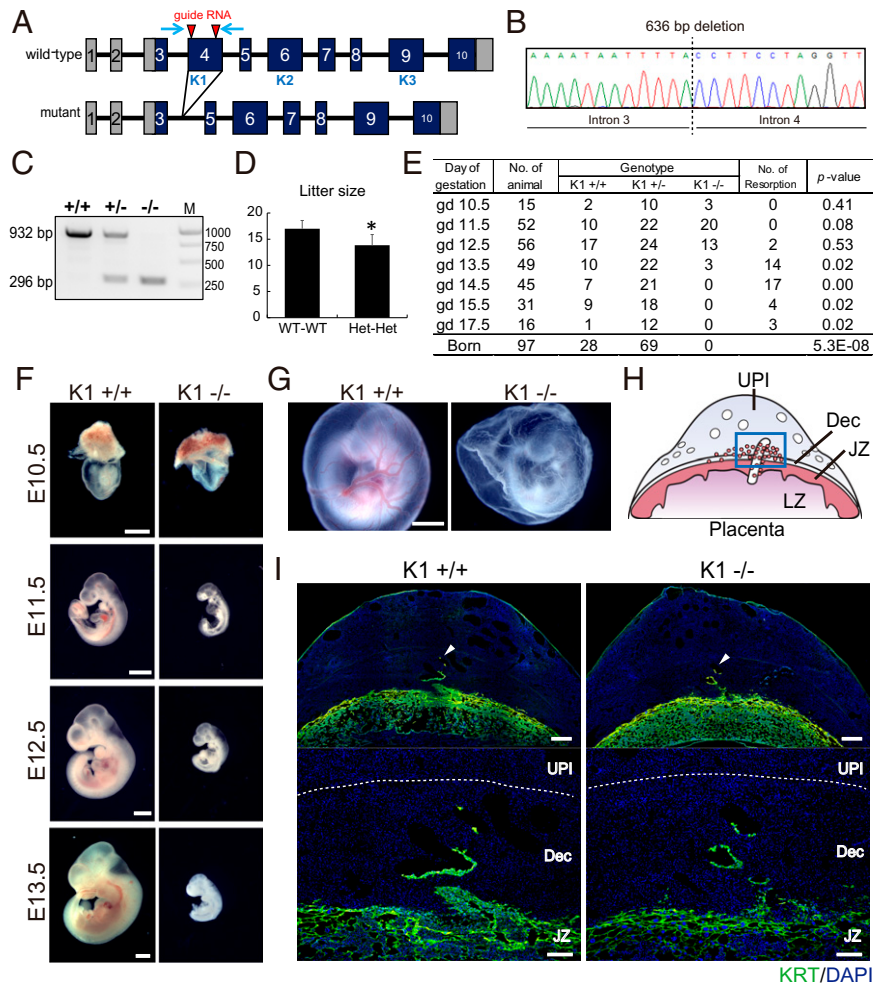 A
guide RNA
wild-type
1 2 3 4 5 6 7 8 9 10
K1 K2 K3
mutant
1 2 3 5 6 7 8 9 10
B
636 bp deletion
A A A A T A A T T T T A C C T T C C T A G G T T
Intron 3 Intron 4
C
+/+ +/- -/- M
932 bp
296 bp
1000
750
500
250
D
Litter size
20
15
10
5
0
*
WT-WT Het-Het
E
Day of gestation No. of animal Genotype No. of Resorption p-value
K1 +/+ K1 +/- K1 -/-
gd 10.5 15 2 10 3 0 0.41
gd 11.5 52 10 22 20 0 0.08
gd 12.5 56 17 24 13 2 0.53
gd 13.5 49 10 22 3 14 0.02
gd 14.5 45 7 21 0 17 0.00
gd 15.5 31 9 18 0 4 0.02
gd 17.5 16 1 12 0 3 0.02
Born 97 28 69 0 5.3E-08
F
K1 +/+ K1 -/-
E10.5
E11.5
E12.5
E13.5
G
K1 +/+ K1 -/-
H
UPI
Dec
JZ
LZ
Placenta
I
K1 +/+ K1 -/-
UPI UPI
Dec Dec
JZ JZ
KRT/DAPI